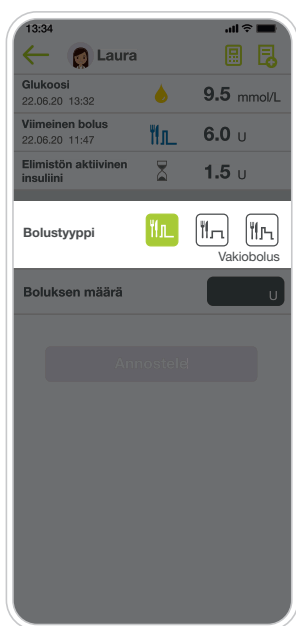 13:34
Laura
Glukoosi
22.06.20 13:32
9.5 mmol/L
Viimeinen bolus
22.06.20 11:47
6.0 U
Elimistön aktiivinen
insuliini
1.5 U
Bolustyyppi
Vakiobolus
Boluksen määrä
U
Annostele